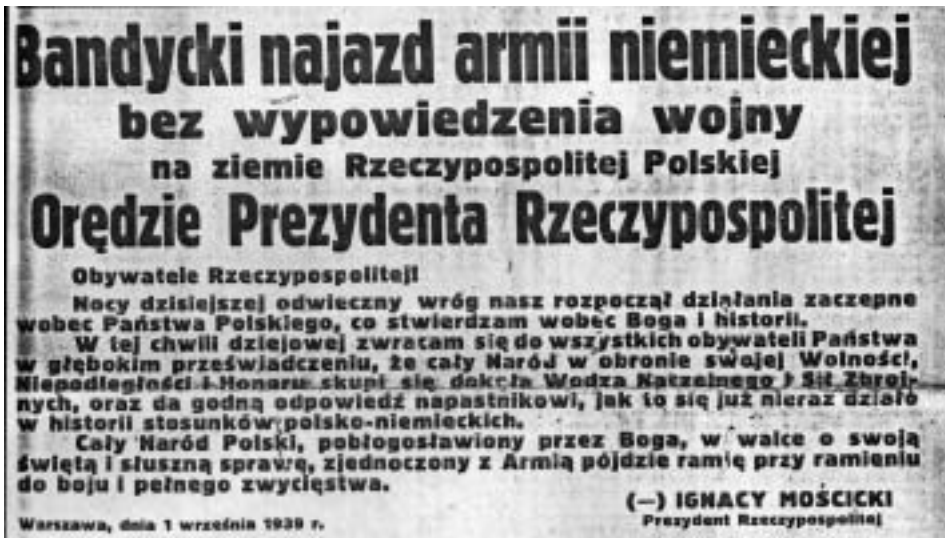 Bandycki najazd armii niemieckiej
bez wypowiedzenia wojny
na ziemie Rzeczypospolitej Polskiej
Orędzie Prezydenta Rzeczypospolitej
Obywatele Rzeczypospolitej!
Nocy dzisiejszej odwieczny wróg nasz rozpoczął działania zaczepne
wobec Państwa Polskiego, co stwierdzam wobec Boga i historii.
W tej chwili dziejowej zwracam się do wszystkich obywateli Państwa
w głębokim przeświadczeniu, że cały Naród w obronie swojej Wolności,
Niepodległości i Honoru skupi się dokoła Wodza Naczelnego i Sił Zbroj-
nych, oraz da godną odpowiedź napastnikowi, jak to się już nieraz działo
w historii stosunków polsko-niemieckich.
Cały Naród Polski, pobłogosławiony przez Boga, w walce o swoją
świętą i słuszną sprawę, zjednoczony z Armią pójdzie ramię przy ramieniu
do boju i pełnego zwycięstwa.
(—) IGNACY MOŚCICKI
Prezydent Rzeczypospolitej
Warszawa, dnia 1 września 1939 r.